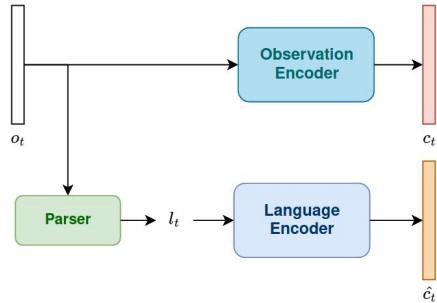 Observation
Encoder
o_t
c_t
Parser
l_t
Language
Encoder
ĉ_t